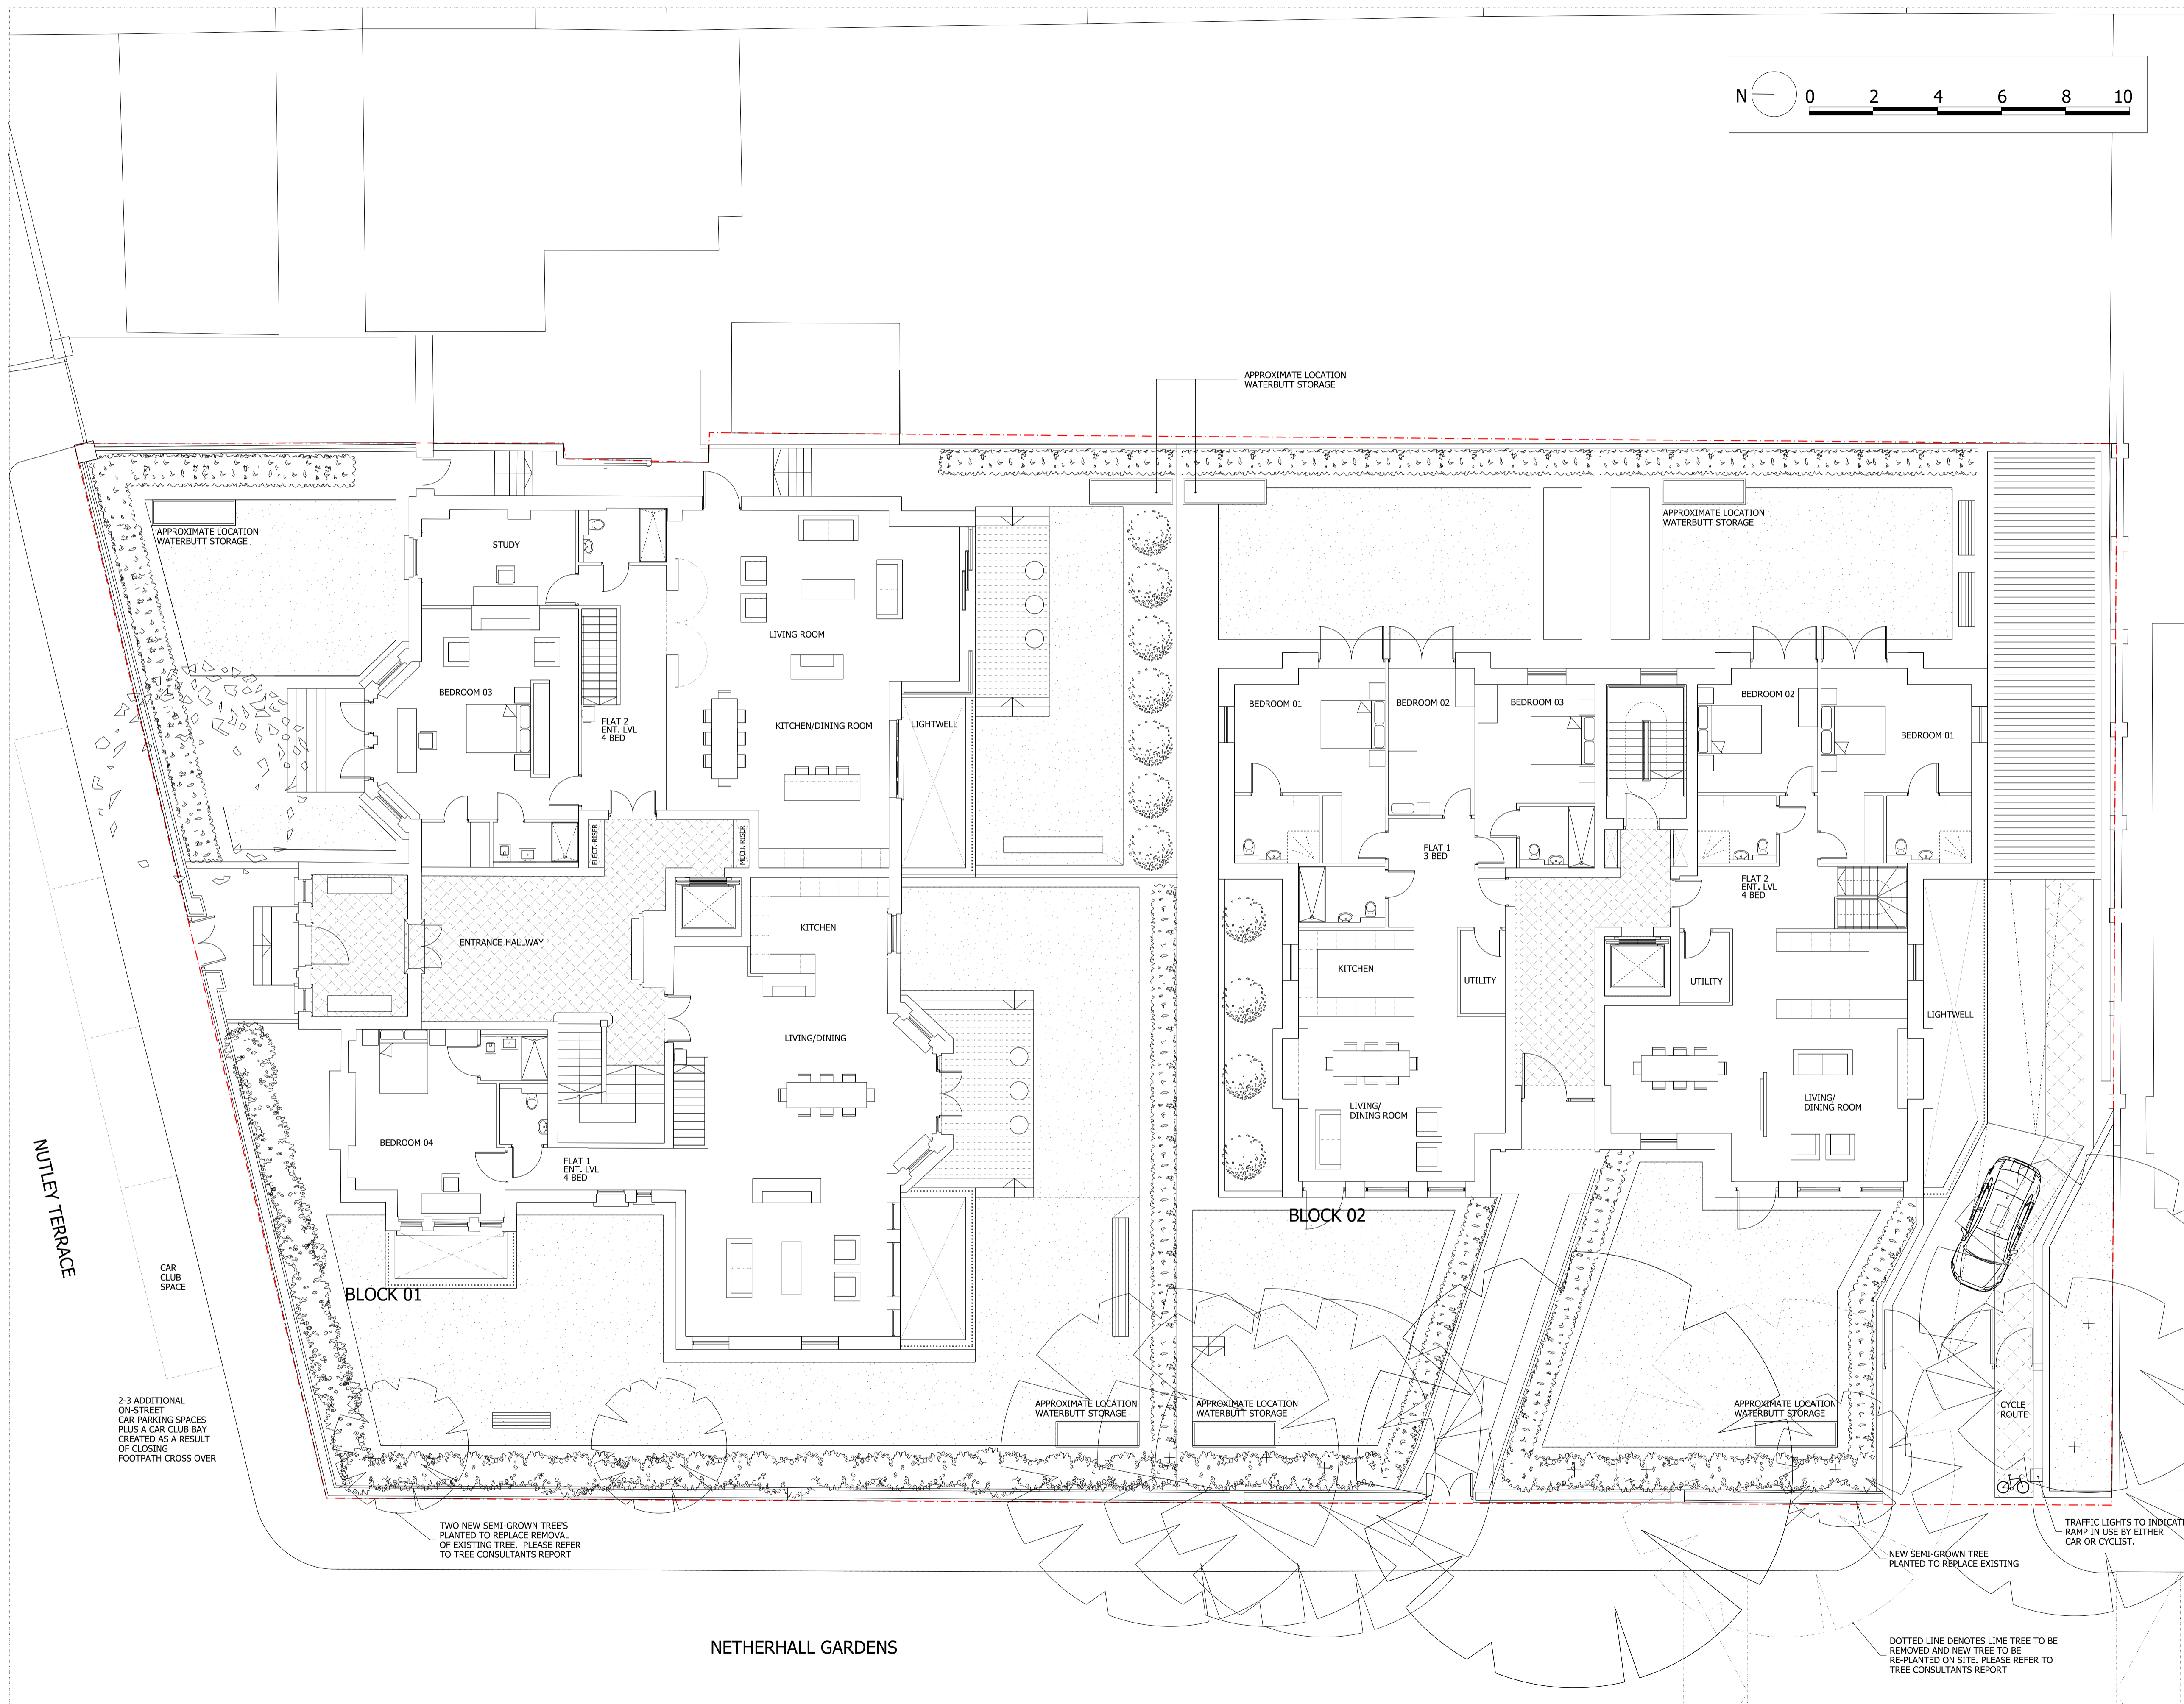 N
0 2 4 6 8 10
APPROXIMATE LOCATION
WATERBUTT STORAGE
APPROXIMATE LOCATION
WATERBUTT STORAGE
APPROXIMATE LOCATION
WATERBUTT STORAGE
STUDY
LIVING ROOM
BEDROOM 03
FLAT 2
ENT. LVL
4 BED
KITCHEN/DINING ROOM
LIGHTWELL
BEDROOM 01
BEDROOM 02
BEDROOM 03
BEDROOM 02
BEDROOM 01
ELECT. RISER
MECH. RISER
FLAT 1
3 BED
FLAT 2
ENT. LVL
4 BED
ENTRANCE HALLWAY
KITCHEN
KITCHEN
UTILITY
UTILITY
LIGHTWELL
LIVING/DINING
LIVING/
DINING ROOM
LIVING/
DINING ROOM
BEDROOM 04
FLAT 1
ENT. LVL
4 BED
NUTLEY TERRACE
CAR
CLUB
SPACE
BLOCK 01
BLOCK 02
2-3 ADDITIONAL
ON-STREET
CAR PARKING SPACES
PLUS A CAR CLUB BAY
CREATED AS A RESULT
OF CLOSING
FOOTPATH CROSS OVER
APPROXIMATE LOCATION
WATERBUTT STORAGE
APPROXIMATE LOCATION
WATERBUTT STORAGE
APPROXIMATE LOCATION
WATERBUTT STORAGE
CYCLE
ROUTE
TWO NEW SEMI-GROWN TREE'S
PLANTED TO REPLACE REMOVAL
OF EXISTING TREE. PLEASE REFER
TO TREE CONSULTANTS REPORT
TRAFFIC LIGHTS TO INDICATE
RAMP IN USE BY EITHER
CAR OR CYCLIST.
NEW SEMI-GROWN TREE
PLANTED TO REPLACE EXISTING
NETHERHALL GARDENS
DOTTED LINE DENOTES LIME TREE TO BE
REMOVED AND NEW TREE TO BE
RE-PLANTED ON SITE. PLEASE REFER TO
TREE CONSULTANTS REPORT